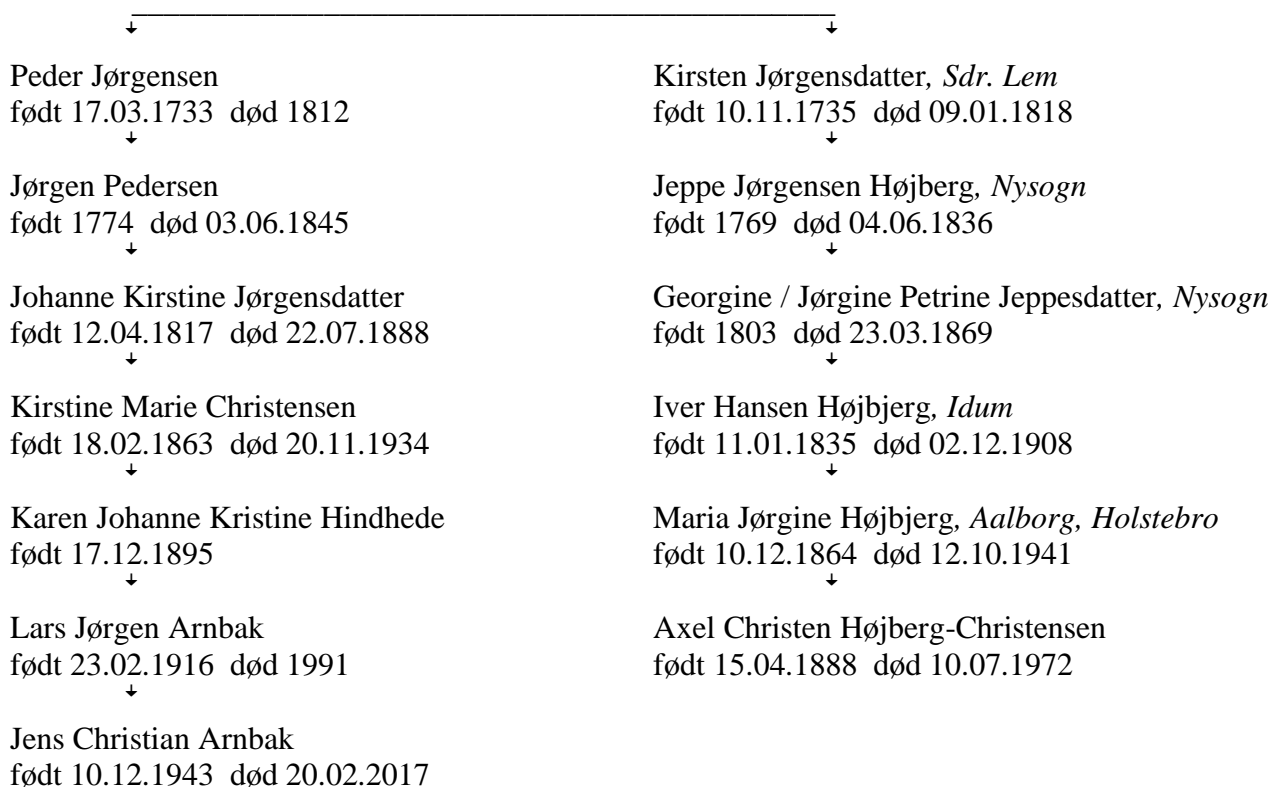 Peder Jørgensen
født 17.03.1733 død 1812
Jørgen Pedersen
født 1774 død 03.06.1845
Johanne Kirstine Jørgensdatter
født 12.04.1817 død 22.07.1888
Kirstine Marie Christensen
født 18.02.1863 død 20.11.1934
Karen Johanne Kristine Hindhede
født 17.12.1895
Lars Jørgen Arnbak
født 23.02.1916 død 1991
Jens Christian Arnbak
født 10.12.1943 død 20.02.2017
Kirsten Jørgensdatter, Sdr. Lem
født 10.11.1735 død 09.01.1818
Jeppe Jørgensen Højberg, Nysogn
født 1769 død 04.06.1836
Georgine / Jørgine Petrine Jeppesdatter, Nysogn
født 1803 død 23.03.1869
Iver Hansen Højbjerg, Idum
født 11.01.1835 død 02.12.1908
Maria Jørgine Højbjerg, Aalborg, Holstebro
født 10.12.1864 død 12.10.1941
Axel Christen Højberg-Christensen
født 15.04.1888 død 10.07.1972